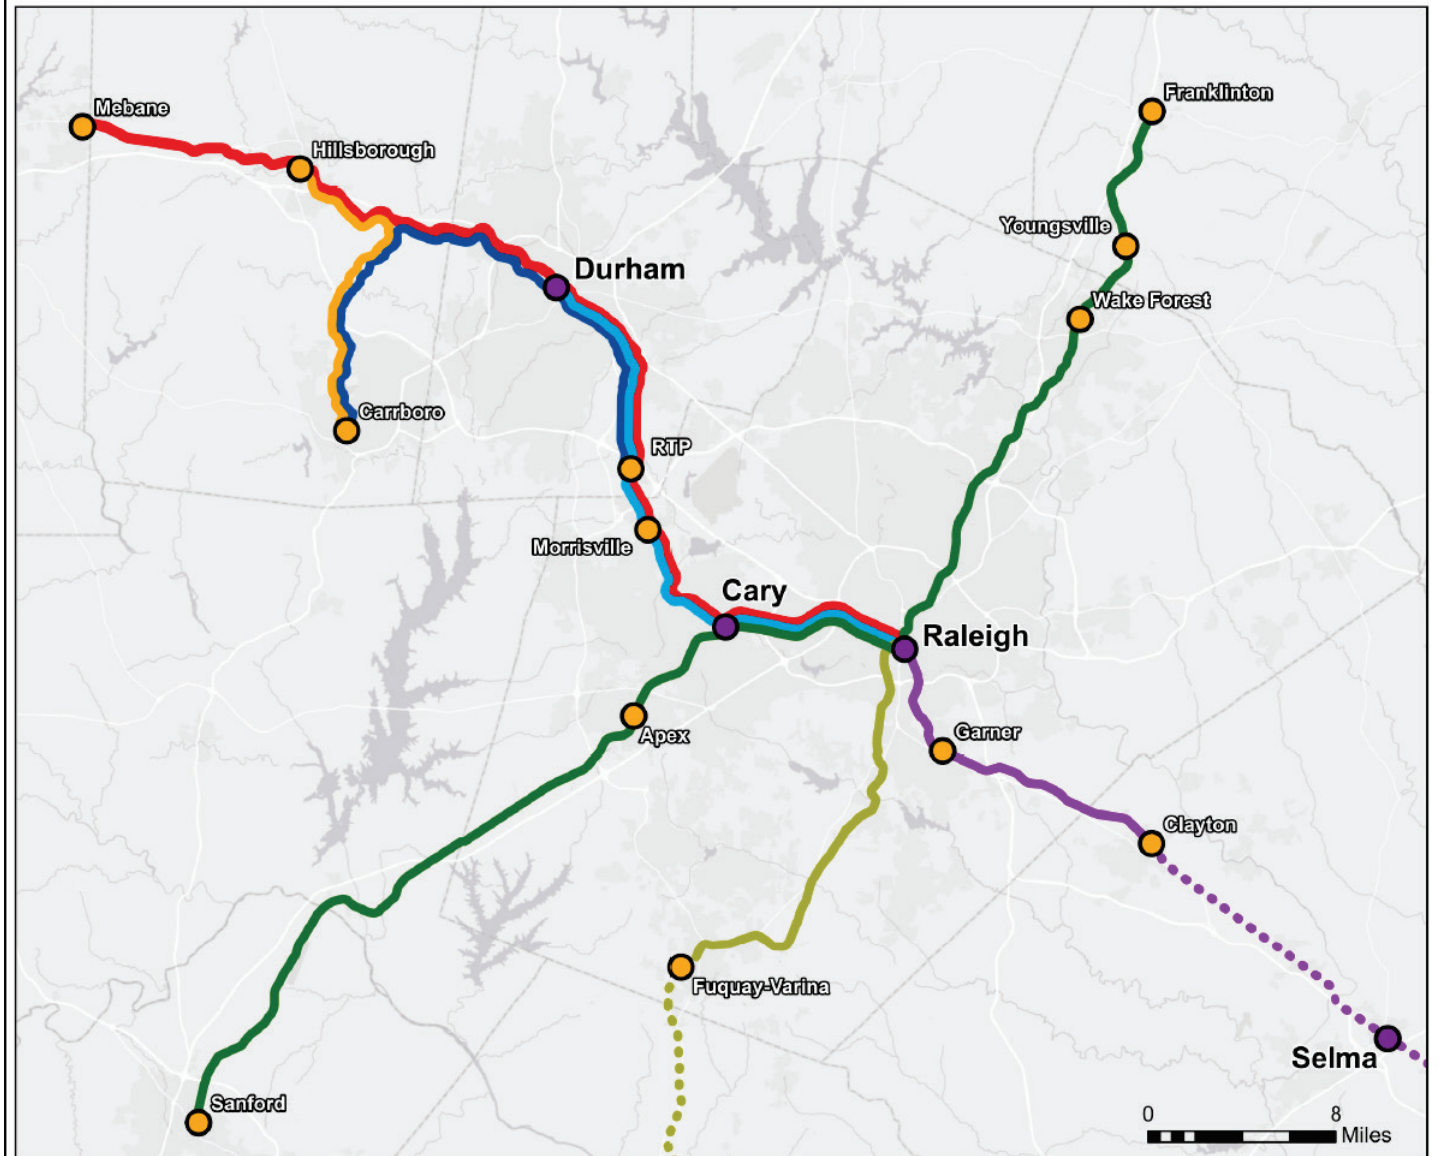 Mebane
Franklinton
Hillsborough
Youngsville
Durham
Wake Forest
Carrboro
RTP
Morrisville
Cary
Raleigh
Apex
Garner
Clayton
Fuquay-Varina
Selma
Sanford
0 8
Miles